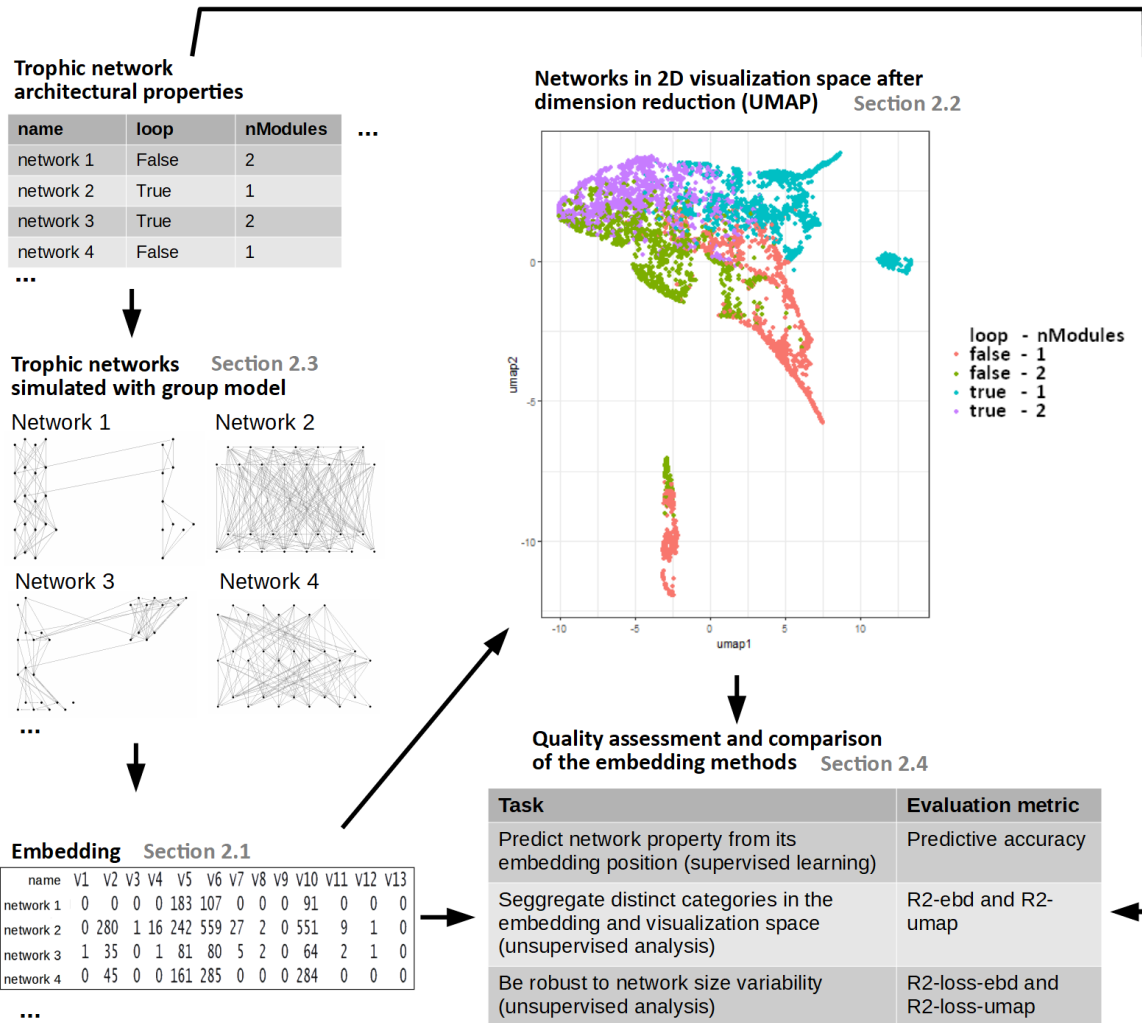 Trophic network
architectural properties
name loop nModules ...
network 1 False 2
network 2 True 1
network 3 True 2
network 4 False 1
...
Trophic networks Section 2.3
simulated with group model
Network 1 Network 2
Network 3 Network 4
...
Embedding Section 2.1
name V1 V2 V3 V4 V5 V6 V7 V8 V9 V10 V11 V12 V13
network 1 0 0 0 0 183 107 0 0 0 91 0 0 0
network 2 0 280 1 16 242 559 27 2 0 551 9 1 0
network 3 1 35 0 1 81 80 5 2 0 64 2 1 0
network 4 0 45 0 0 161 285 0 0 0 284 0 0 0
...
Networks in 2D visualization space after
dimension reduction (UMAP) Section 2.2
umap2
0
-5
-10
-10 -5 0 5 10
umap1
loop - nModules
false - 1
false - 2
true - 1
true - 2
Quality assessment and comparison
of the embedding methods Section 2.4
Task Evaluation metric
Predict network property from its Predictive accuracy
embedding position (supervised learning)
Seggregate distinct categories in the R2-ebd and R2-
embedding and visualization space umap
(unsupervised analysis)
Be robust to network size variability R2-loss-ebd and
(unsupervised analysis) R2-loss-umap